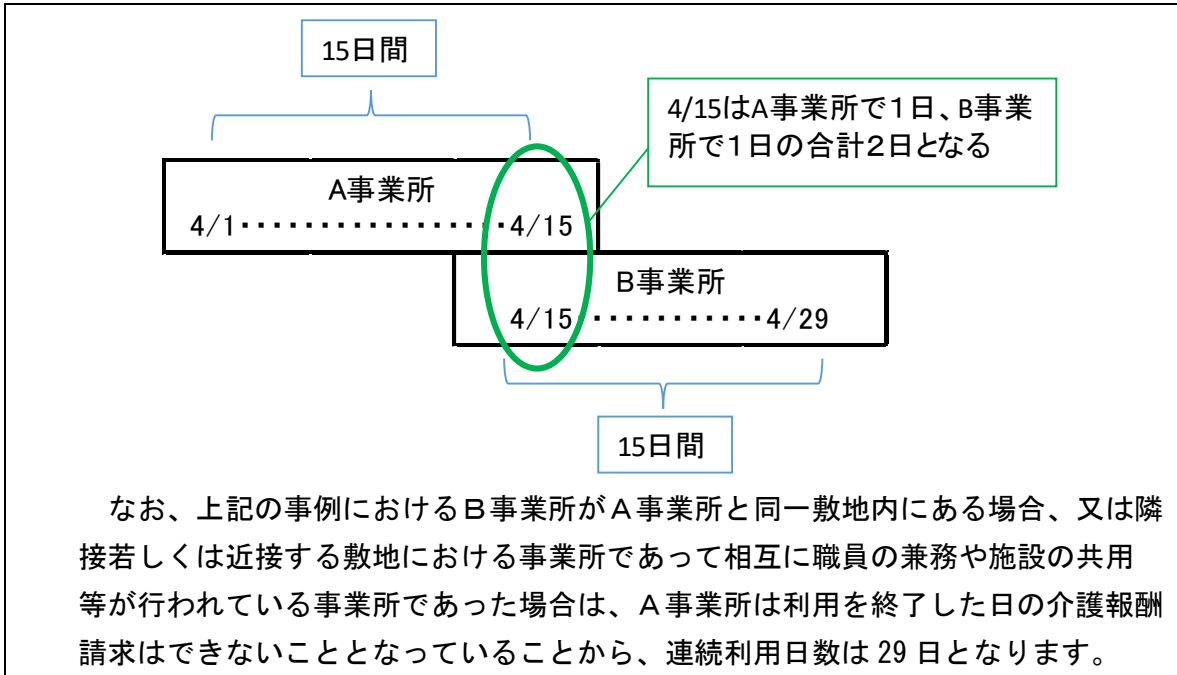 15日間
4/15はA事業所で１日、B事業
所で１日の合計２日となる
A事業所
4/1・・・・・・・・・・・・・・・・・4/15
B事業所
4/15・・・・・・・・・・・・4/29
15日間
なお、上記の事例におけるＢ事業所がＡ事業所と同一敷地内にある場合、又は隣
接若しくは近接する敷地における事業所であって相互に職員の兼務や施設の共用
等が行われている事業所であった場合は、Ａ事業所は利用を終了した日の介護報酬
請求はできないこととなっていることから、連続利用日数は 29 日となります。